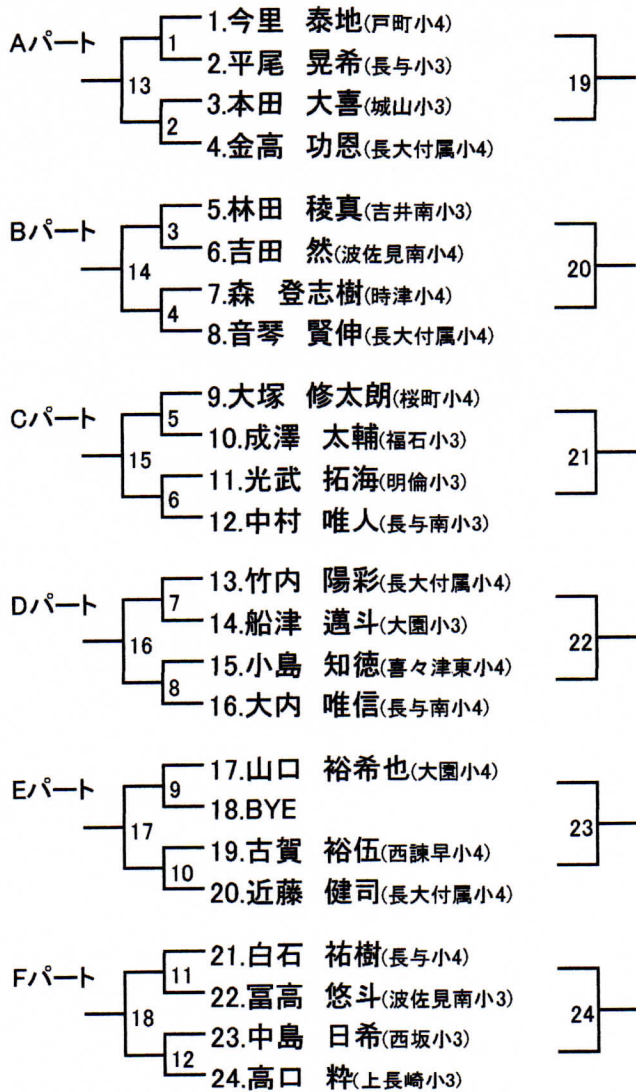 Aパート
1.今里 泰地(戸町小4)
1
2.平尾 晃希(長与小3)
13
19
3.本田 大喜(城山小3)
2
4.金高 功恩(長大付属小4)
Bパート
5.林田 稜真(吉井南小3)
3
6.吉田 然(波佐見南小4)
14
20
7.森 登志樹(時津小4)
4
8.音琴 賢伸(長大付属小4)
Cパート
9.大塚 修太朗(桜町小4)
5
10.成澤 太輔(福石小3)
15
21
11.光武 拓海(明倫小3)
6
12.中村 唯人(長与南小3)
Dパート
13.竹内 陽彩(長大付属小4)
7
14.船津 邁斗(大園小3)
16
22
15.小島 知徳(喜々津東小4)
8
16.大内 唯信(長与南小4)
Eパート
17.山口 裕希也(大園小4)
9
18.BYE
17
23
19.古賀 裕伍(西諫早小4)
10
20.近藤 健司(長大付属小4)
Fパート
21.白石 祐樹(長与小4)
11
22.冨高 悠斗(波佐見南小3)
18
24
23.中島 日希(西坂小3)
12
24.高口 粋(上長崎小3)